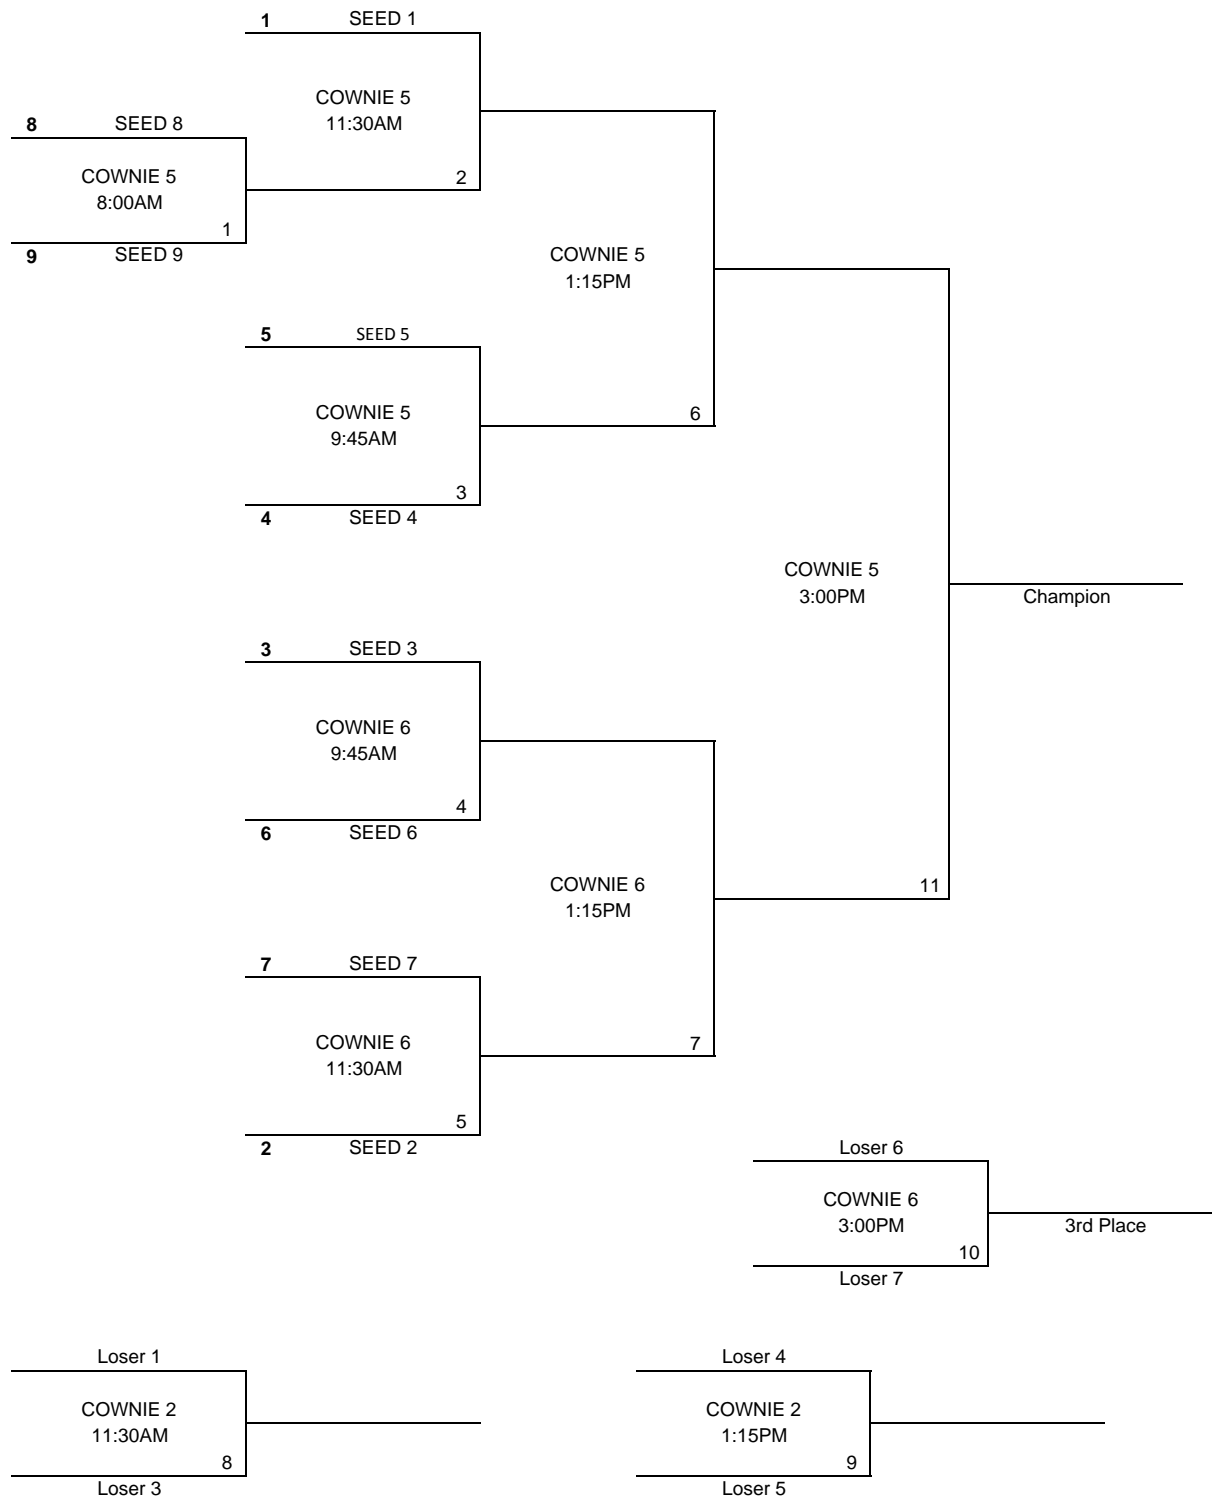 1 SEED 1
COWNIE 5
11:30AM
2
8 SEED 8
COWNIE 5
8:00AM
1
9 SEED 9
COWNIE 5
1:15PM
6
5 SEED 5
COWNIE 5
9:45AM
3
4 SEED 4
COWNIE 5
3:00PM
11
Champion
3 SEED 3
COWNIE 6
9:45AM
4
6 SEED 6
COWNIE 6
1:15PM
7
7 SEED 7
COWNIE 6
11:30AM
5
2 SEED 2
Loser 6
COWNIE 6
3:00PM
10
Loser 7
3rd Place
Loser 1
COWNIE 2
11:30AM
8
Loser 3
Loser 4
COWNIE 2
1:15PM
9
Loser 5